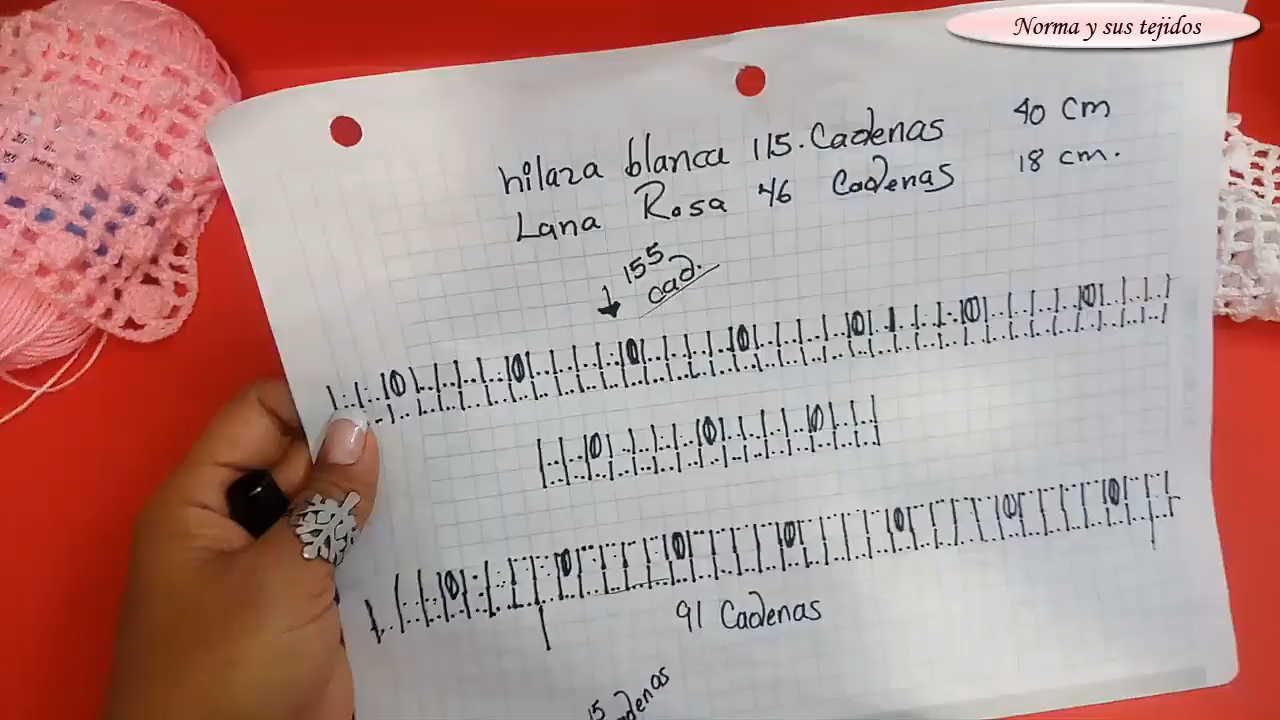 Norma y sus tejidos
hilaza blanca 115. Cadenas 40 cm
Lana Rosa 46 Cadenas 18 cm.
155
cad.
91 Cadenas
15